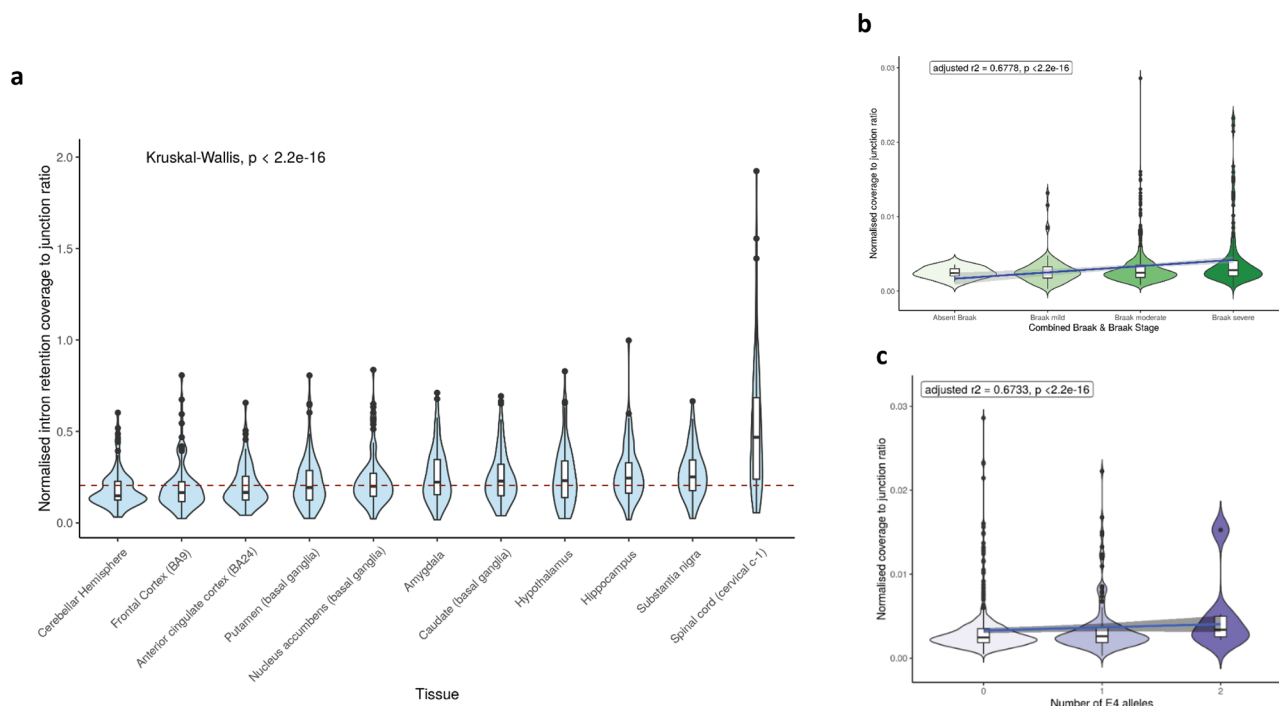 a
Kruskal-Wallis, p < 2.2e-16
Normalised intron retention coverage to junction ratio
2.0
1.5
1.0
0.5
0.0
Cerebellar Hemisphere
Frontal Cortex (BA9)
Anterior cingulate cortex (BA24)
Putamen (basal ganglia)
Nucleus accumbens (basal ganglia)
Amygdala
Caudate (basal ganglia)
Hypothalamus
Hippocampus
Substantia nigra
Spinal cord (cervical c-1)
Tissue
b
adjusted r2 = 0.6778, p <2.2e-16
Normalised coverage to junction ratio
0.03
0.02
0.01
0.00
Absent Braak
Braak mild
Braak moderate
Braak severe
Combined Braak & Braak Stage
c
adjusted r2 = 0.6733, p <2.2e-16
Normalised coverage to junction ratio
0.03
0.02
0.01
0.00
0
1
2
Number of E4 alleles